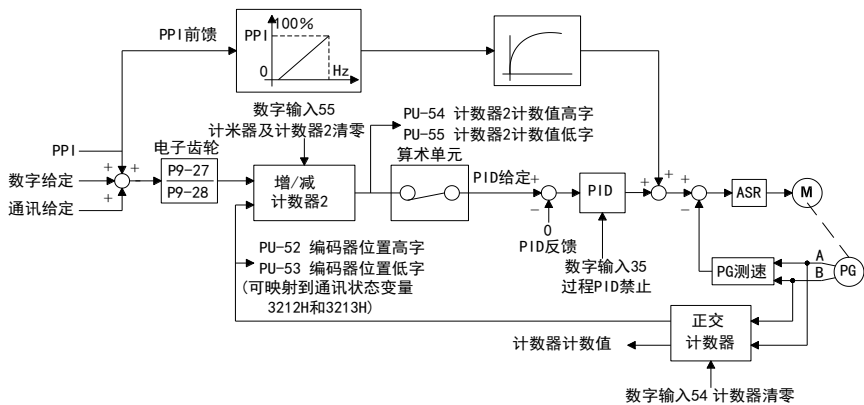 PPI前馈
100%
PPI
0
Hz
数字输入55
计米器及计数器2清零
PU-54 计数器2计数值高字
PU-55 计数器2计数值低字
PPI
电子齿轮
算术单元
数字给定
通讯给定
+
+
+
-
P9-27
P9-28
增/减
计数器2
PID给定
+
-
0
PID反馈
PID
+
+
+
-
ASR
M
PU-52 编码器位置高字
PU-53 编码器位置低字
(可映射到通讯状态变量
3212H和3213H)
数字输入35
过程PID禁止
PG测速
A
B
PG
正交
计数器
计数器计数值
数字输入54 计数器清零